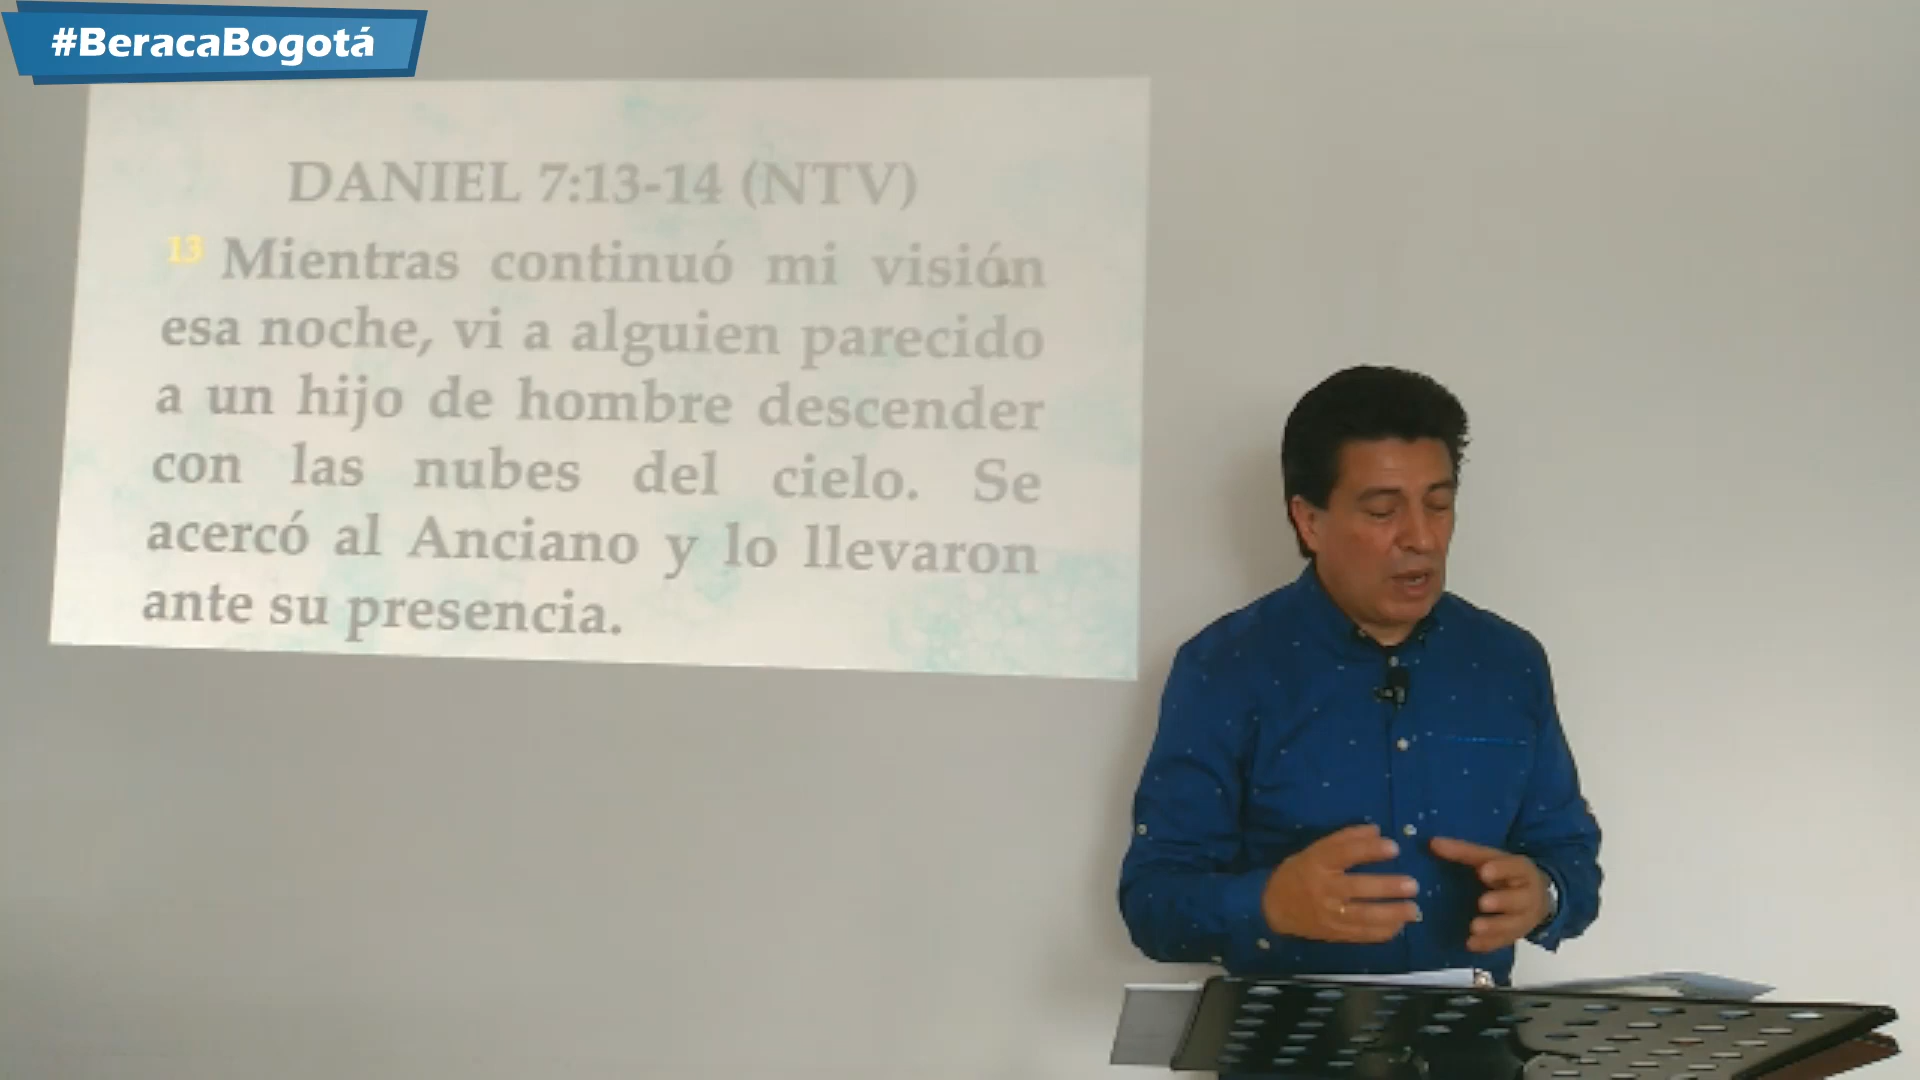 #BeracaBogotá
DANIEL 7:13-14 (NTV)
13 Mientras continuó mi visión
esa noche, vi a alguien parecido
a un hijo de hombre descender
con las nubes del cielo. Se
acercó al Anciano y lo llevaron
ante su presencia.